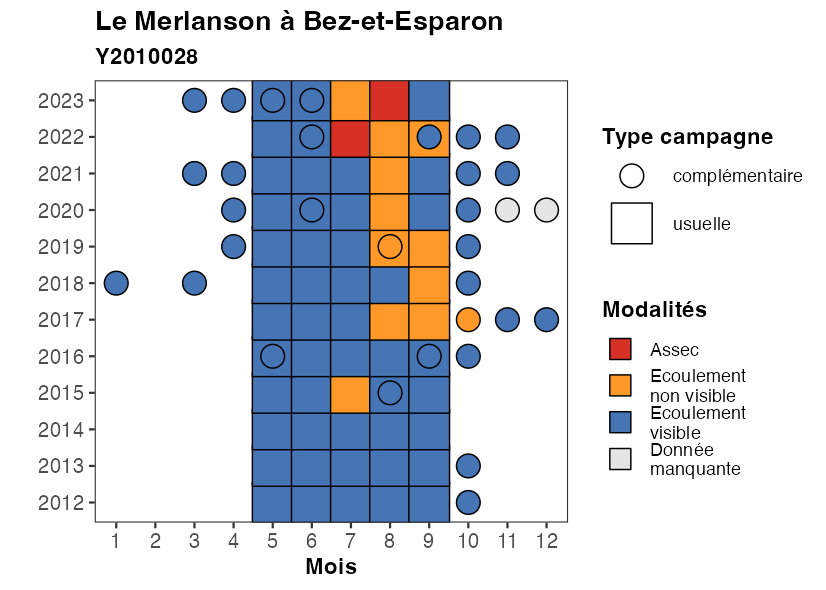 Le Merlanson à Bez-et-Esparon
Y2010028
2023
2022
2021
2020
2019
2018
2017
2016
2015
2014
2013
2012
1 2 3 4 5 6 7 8 9 10 11 12
Mois
Type campagne
complémentaire
usuelle
Modalités
Assec
Ecoulement
non visible
Ecoulement
visible
Donnée
manquante